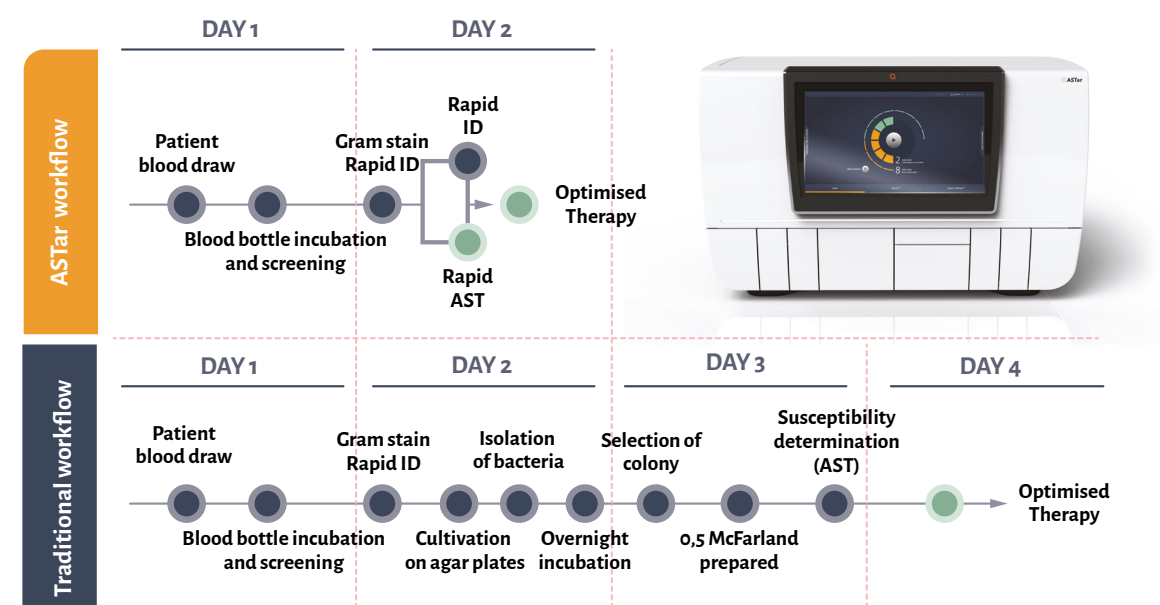 DAY 1
DAY 2
ASTar workflow
Patient
blood draw
Blood bottle incubation
and screening
Gram stain
Rapid ID
Rapid
ID
Rapid
AST
Optimised
Therapy
ASTar
2
8
Traditional workflow
DAY 1
DAY 2
DAY 3
DAY 4
Patient
blood draw
Blood bottle incubation
and screening
Gram stain
Rapid ID
Cultivation
on agar plates
Isolation
of bacteria
Overnight
incubation
Selection of
colony
0,5 McFarland
prepared
Susceptibility
determination
(AST)
Optimised
Therapy